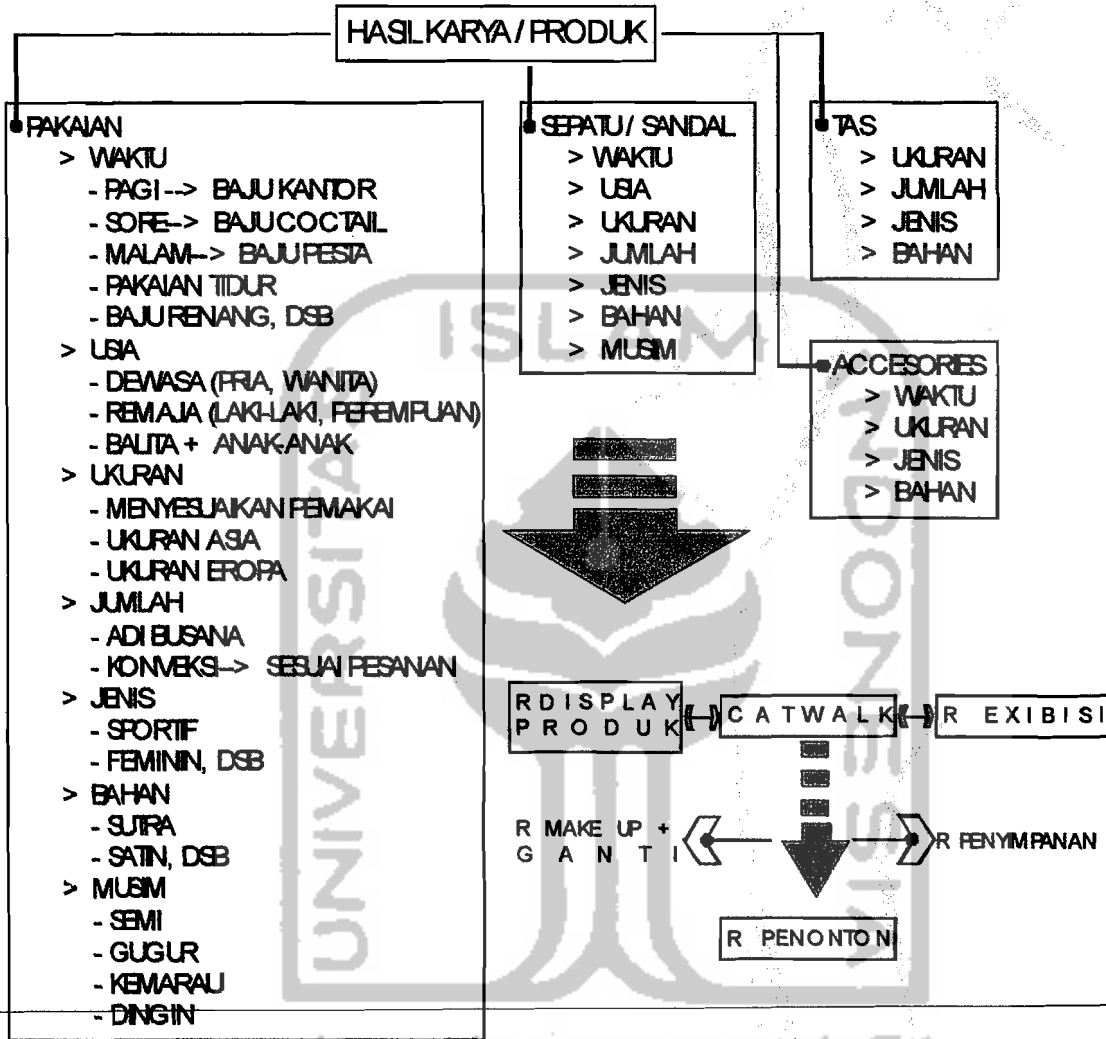 HASIL KARYA / PRODUK
PAKAIAN
> WAKTU
- PAGI --> BAJU KANTOR
- SORE--> BAJU COCTAIL
- MALAM--> BAJU PESTA
- PAKAIAN TIDUR
- BAJU RENANG, DSB
> USIA
- DEWASA (PRIA, WANITA)
- REMAJA (LAKI-LAKI, PEREMPUAN)
- BALITA + ANAK-ANAK
> UKURAN
- MENYESUAIKAN PEMAKAI
- UKURAN ASIA
- UKURAN EROPA
> JUMLAH
- ADI BUSANA
- KONVEKSI--> SESUAI PESANAN
> JENIS
- SPORTIF
- FEMININ, DSB
> BAHAN
- SUTRA
- SATIN, DSB
> MUSIM
- SEMI
- GUGUR
- KEMARAU
- DINGIN
SEPATU / SANDAL
> WAKTU
> USIA
> UKURAN
> JUMLAH
> JENIS
> BAHAN
> MUSIM
TAS
> UKURAN
> JUMLAH
> JENIS
> BAHAN
ACCESORIES
> WAKTU
> UKURAN
> JENIS
> BAHAN
R DISPLAY
PRODUK
CATWALK
R EXIBISI
R MAKE UP +
GANTI
R PENYIMPANAN
R PENONTON
UNIVERSITAS
ISLAM
INDONESIA